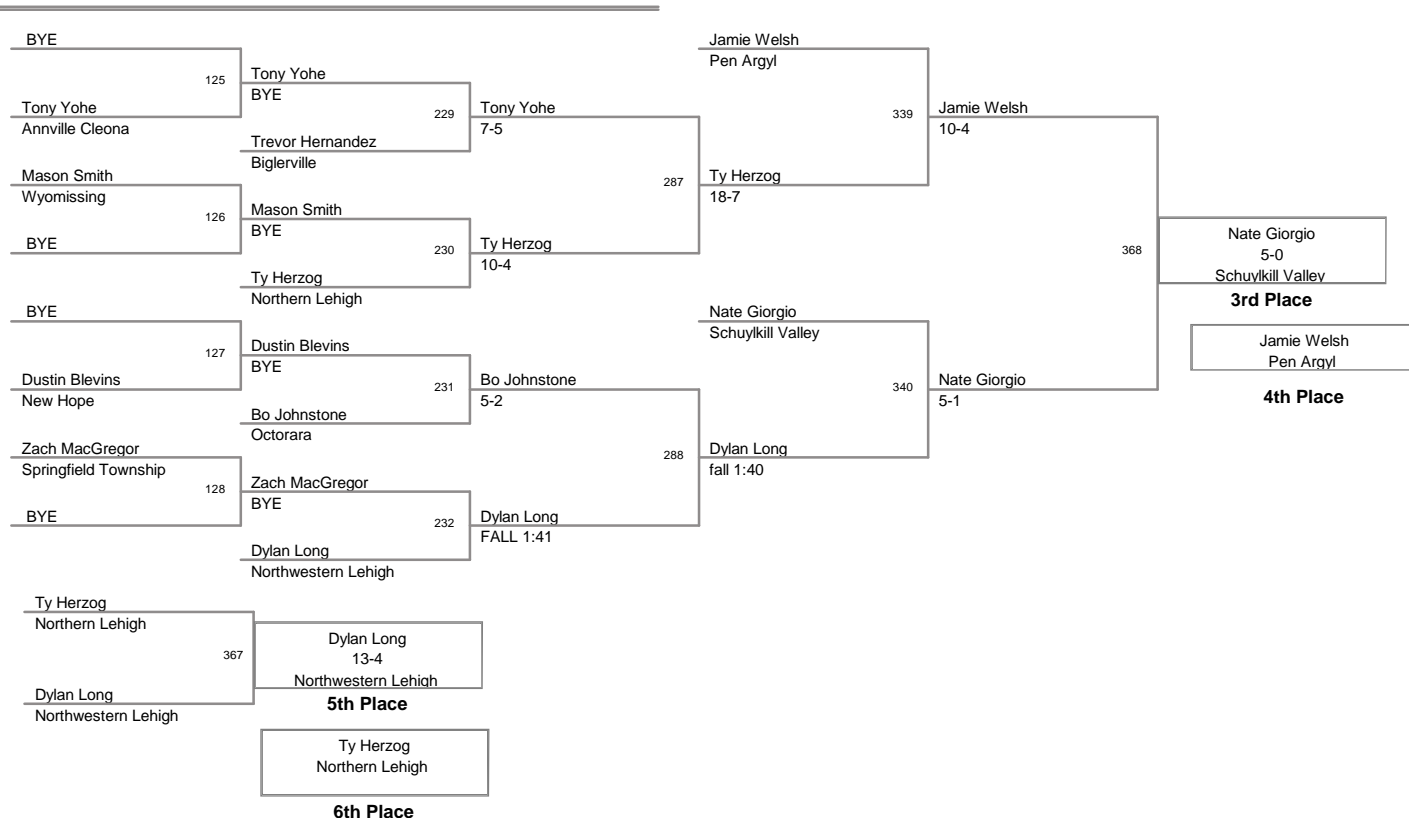 BYE
125
Tony Yohe
Annville Cleona
Mason Smith
Wyomissing
126
BYE
BYE
127
Dustin Blevins
New Hope
Zach MacGregor
Springfield Township
128
BYE
Tony Yohe
BYE
229
Trevor Hernandez
Biglerville
Mason Smith
BYE
230
Ty Herzog
Northern Lehigh
Dustin Blevins
BYE
231
Bo Johnstone
Octorara
Zach MacGregor
BYE
232
Dylan Long
Northwestern Lehigh
Tony Yohe
7-5
287
Ty Herzog
10-4
Bo Johnstone
5-2
288
Dylan Long
FALL 1:41
Jamie Welsh
Pen Argyl
339
Ty Herzog
18-7
Nate Giorgio
Schuylkill Valley
340
Dylan Long
fall 1:40
Jamie Welsh
10-4
368
Nate Giorgio
5-1
Nate Giorgio
5-0
Schuylkill Valley
3rd Place
Jamie Welsh
Pen Argyl
4th Place
Ty Herzog
Northern Lehigh
367
Dylan Long
Northwestern Lehigh
Dylan Long
13-4
Northwestern Lehigh
5th Place
Ty Herzog
Northern Lehigh
6th Place